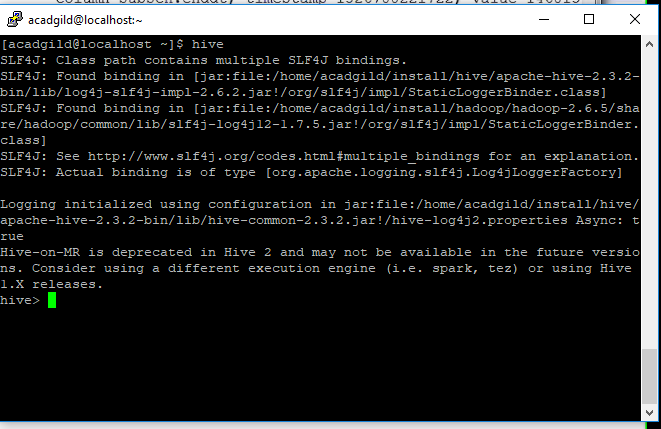 acadgild@localhost:~
[acadgild@localhost ~]$ hive
SLF4J: Class path contains multiple SLF4J bindings.
SLF4J: Found binding in [jar:file:/home/acadgild/install/hive/apache-hive-2.3.2-
bin/lib/log4j-slf4j-impl-2.6.2.jar!/org/slf4j/impl/StaticLoggerBinder.class]
SLF4J: Found binding in [jar:file:/home/acadgild/install/hadoop/hadoop-2.6.5/sha
re/hadoop/common/lib/slf4j-log4j12-1.7.5.jar!/org/slf4j/impl/StaticLoggerBinder.
class]
SLF4J: See http://www.slf4j.org/codes.html#multiple_bindings for an explanation.
SLF4J: Actual binding is of type [org.apache.logging.slf4j.Log4jLoggerFactory]
Logging initialized using configuration in jar:file:/home/acadgild/install/hive/
apache-hive-2.3.2-bin/lib/hive-common-2.3.2.jar!/hive-log4j2.properties Async: t
rue
Hive-on-MR is deprecated in Hive 2 and may not be available in the future versio
ns. Consider using a different execution engine (i.e. spark, tez) or using Hive
1.X releases.
hive>